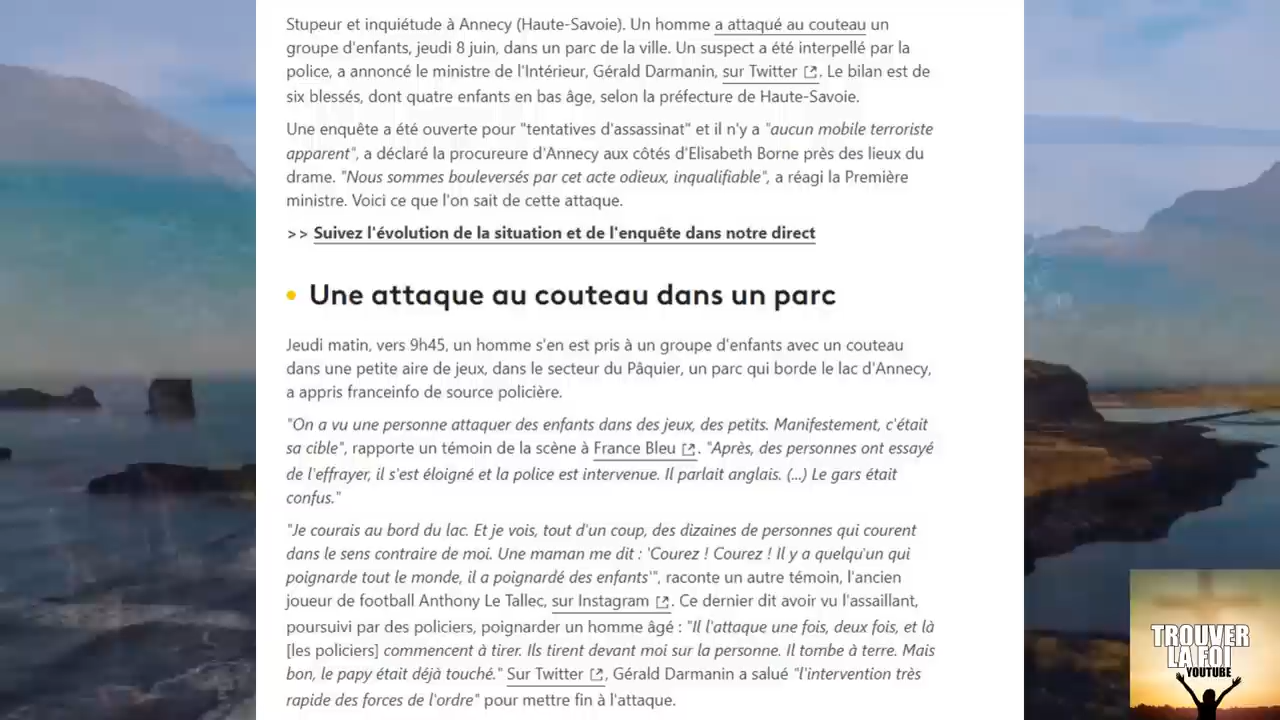 Stupeur et inquiétude à Annecy (Haute-Savoie). Un homme a attaqué au couteau un
groupe d'enfants, jeudi 8 juin, dans un parc de la ville. Un suspect a été interpellé par la
police, a annoncé le ministre de l'Intérieur, Gérald Darmanin, sur Twitter. Le bilan est de
six blessés, dont quatre enfants en bas âge, selon la préfecture de Haute-Savoie.
Une enquête a été ouverte pour "tentatives d'assassinat" et il n'y a "aucun mobile terroriste
apparent", a déclaré la procureure d'Annecy aux côtés d'Elisabeth Borne près des lieux du
drame. "Nous sommes bouleversés par cet acte odieux, inqualifiable", a réagi la Première
ministre. Voici ce que l'on sait de cette attaque.
>> Suivez l'évolution de la situation et de l'enquête dans notre direct
• Une attaque au couteau dans un parc
Jeudi matin, vers 9h45, un homme s'en est pris à un groupe d'enfants avec un couteau
dans une petite aire de jeux, dans le secteur du Pâquier, un parc qui borde le lac d'Annecy,
a appris franceinfo de source policière.
"On a vu une personne attaquer des enfants dans des jeux, des petits. Manifestement, c'était
sa cible", rapporte un témoin de la scène à France Bleu. "Après, des personnes ont essayé
de l'effrayer, il s'est éloigné et la police est intervenue. Il parlait anglais. (...) Le gars était
confus."
"Je courais au bord du lac. Et je vois, tout d'un coup, des dizaines de personnes qui courent
dans le sens contraire de moi. Une maman me dit : 'Courez ! Courez ! Il y a quelqu'un qui
poignarde tout le monde, il a poignardé des enfants'", raconte un autre témoin, l'ancien
joueur de football Anthony Le Tallec, sur Instagram. Ce dernier dit avoir vu l'assaillant,
poursuivi par des policiers, poignarder un homme âgé : "Il l'attaque une fois, deux fois, et là
[les policiers] commencent à tirer. Ils tirent devant moi sur la personne. Il tombe à terre. Mais
bon, le papy était déjà touché." Sur Twitter, Gérald Darmanin a salué "l'intervention très
rapide des forces de l'ordre" pour mettre fin à l'attaque.
TROUVER
LA FOI
YOUTUBE